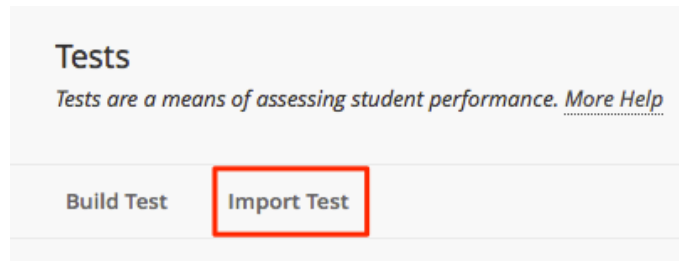 Tests
Tests are a means of assessing student performance. More Help
Build Test Import Test